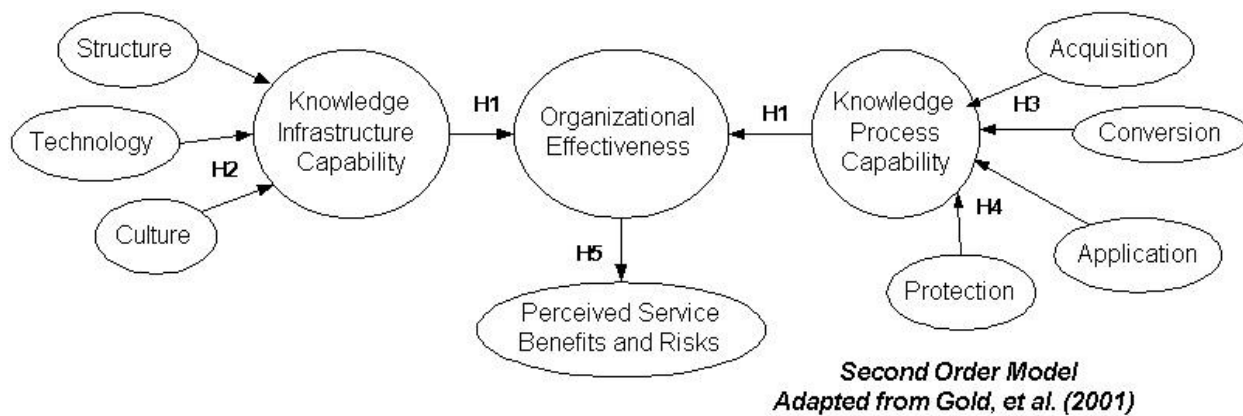 Structure
Technology
H2
Culture
Knowledge
Infrastructure
Capability
H1
Organizational
Effectiveness
H1
Knowledge
Process
Capability
Acquisition
H3
Conversion
H4
Application
Protection
H5
Perceived Service
Benefits and Risks
Second Order Model
Adapted from Gold, et al. (2001)